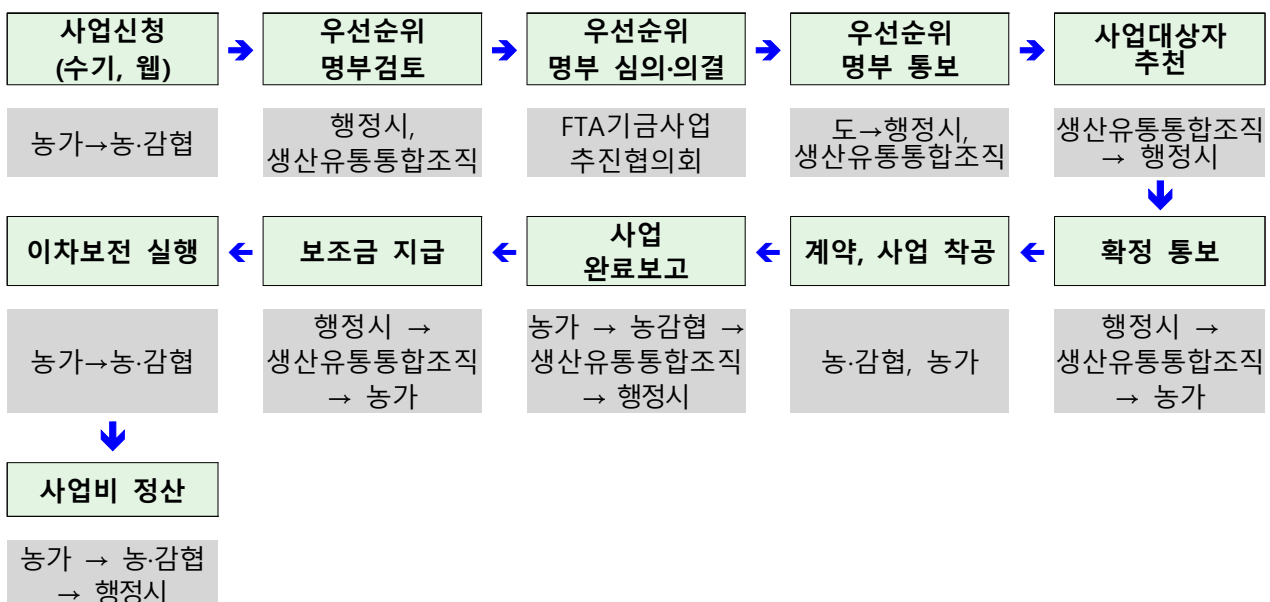 사업신청
(수기, 웹)
우선순위
명부검토
우선순위
명부 심의·의결
우선순위
명부 통보
사업대상자
추천
농가→농·감협
행정시,
생산유통통합조직
FTA기금사업
추진협의회
도→행정시,
생산유통통합조직
생산유통통합조직
→ 행정시
이차보전 실행
보조금 지급
사업
완료보고
계약, 사업 착공
확정 통보
농가→농·감협
행정시 →
생산유통통합조직
→ 농가
농가 → 농감협 →
생산유통통합조직
→ 행정시
농·감협, 농가
행정시 →
생산유통통합조직
→ 농가
사업비 정산
농가 → 농·감협
→ 행정시